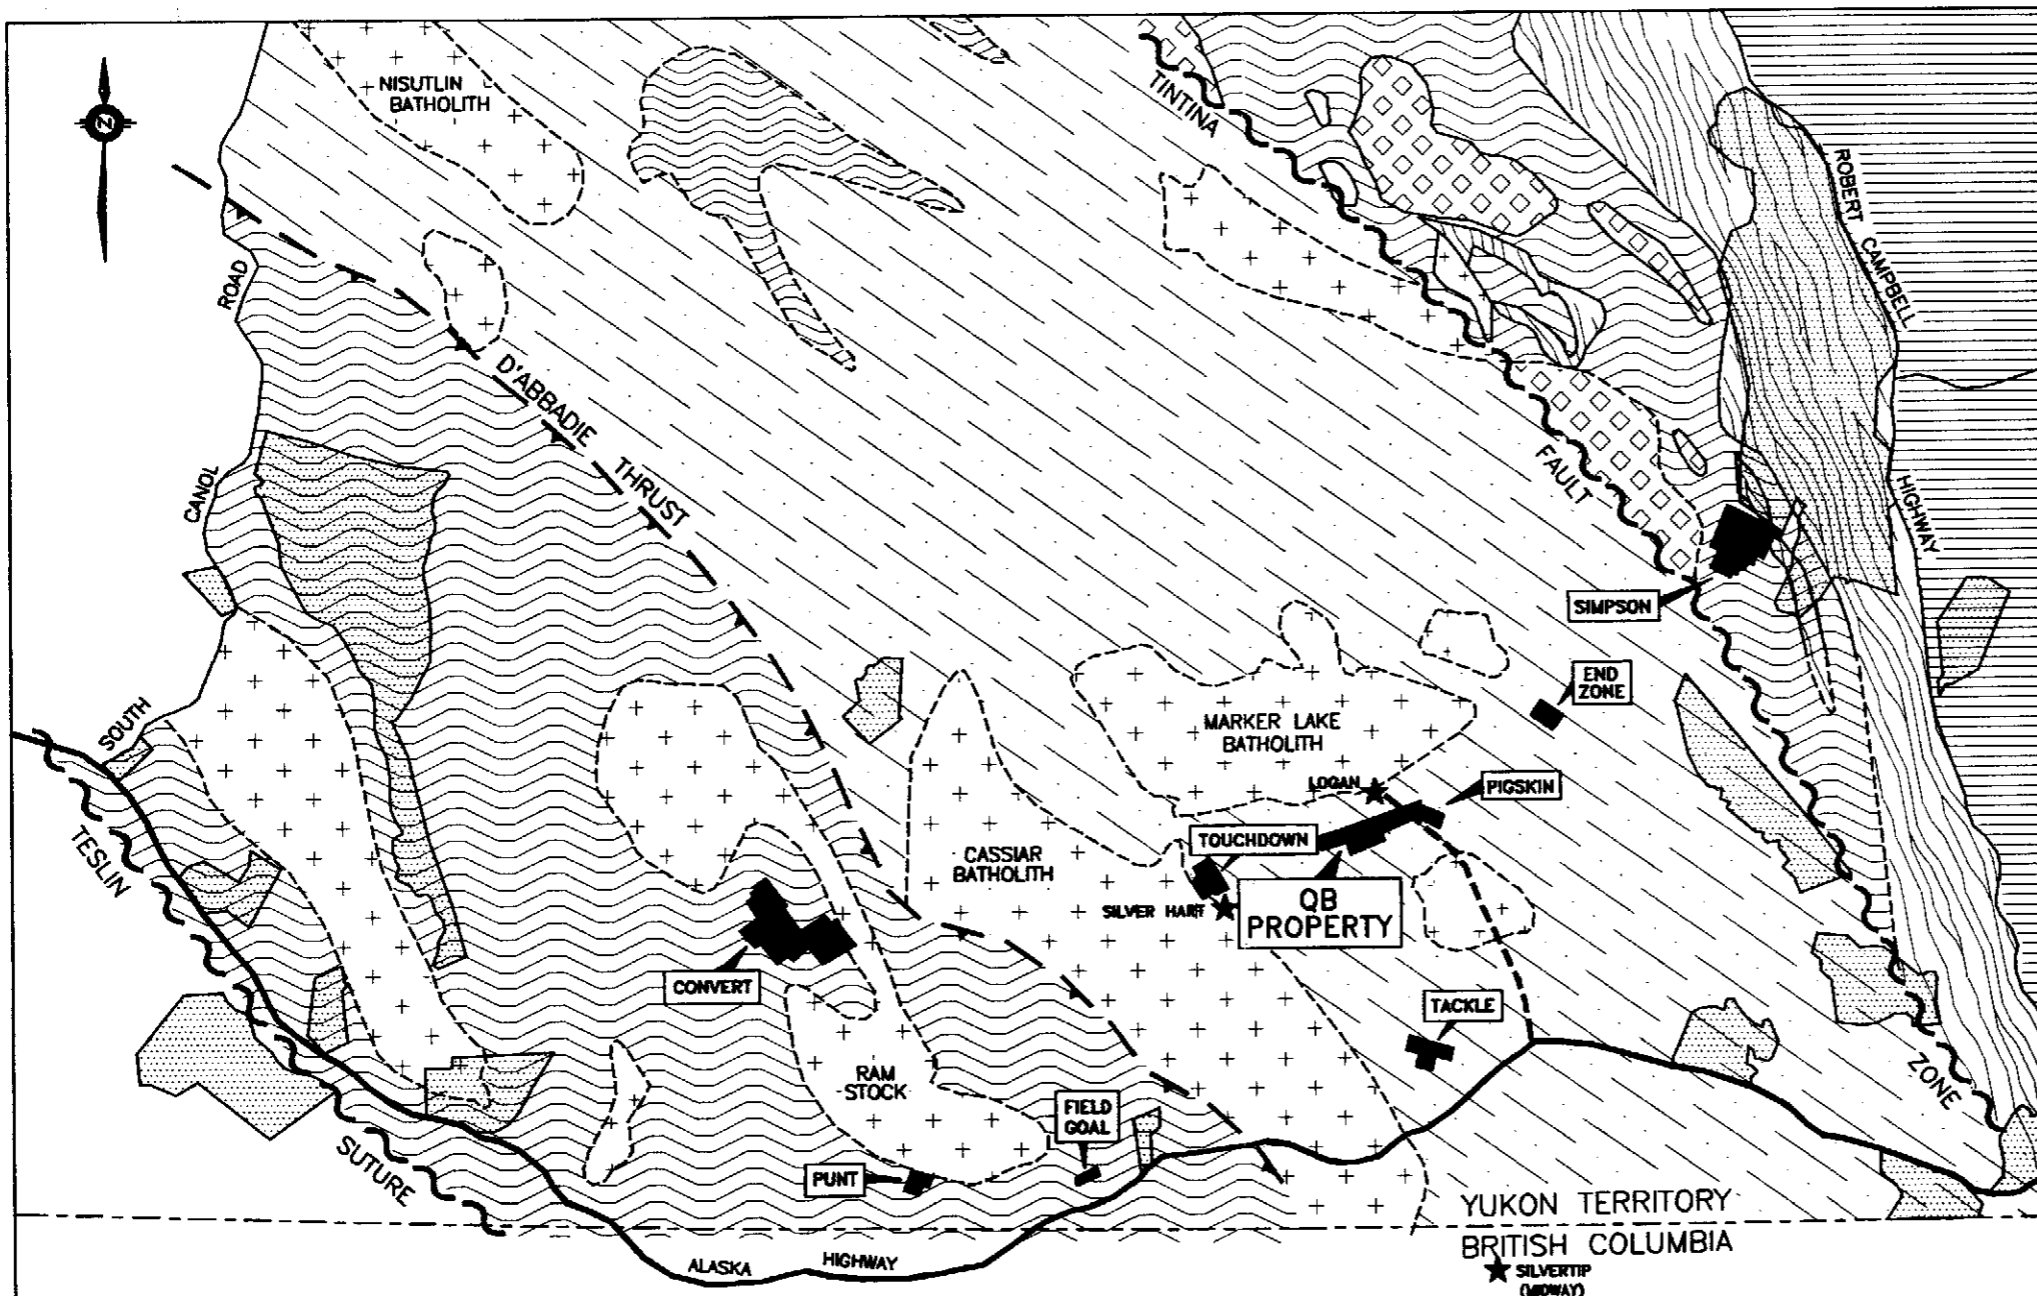 NISUTLIN
BATHOLITH
TINTINA
FAULT
ZONE
ROBERT CAMPBELL
HIGHWAY
SOUTH
CANOL
ROAD
D'ABBADIE
THRUST
SIMPSON
END
ZONE
MARKER LAKE
BATHOLITH
LOGAN
PIGSKIN
TOUCHDOWN
CASSIAR
BATHOLITH
QB
PROPERTY
SILVER HART
CONVERT
TACKLE
TESLIN
SUTURE
RAM
STOCK
FIELD
GOAL
PUNT
YUKON TERRITORY
BRITISH COLUMBIA
ALASKA
HIGHWAY
SILVERTIP
(MIDWAY)
N